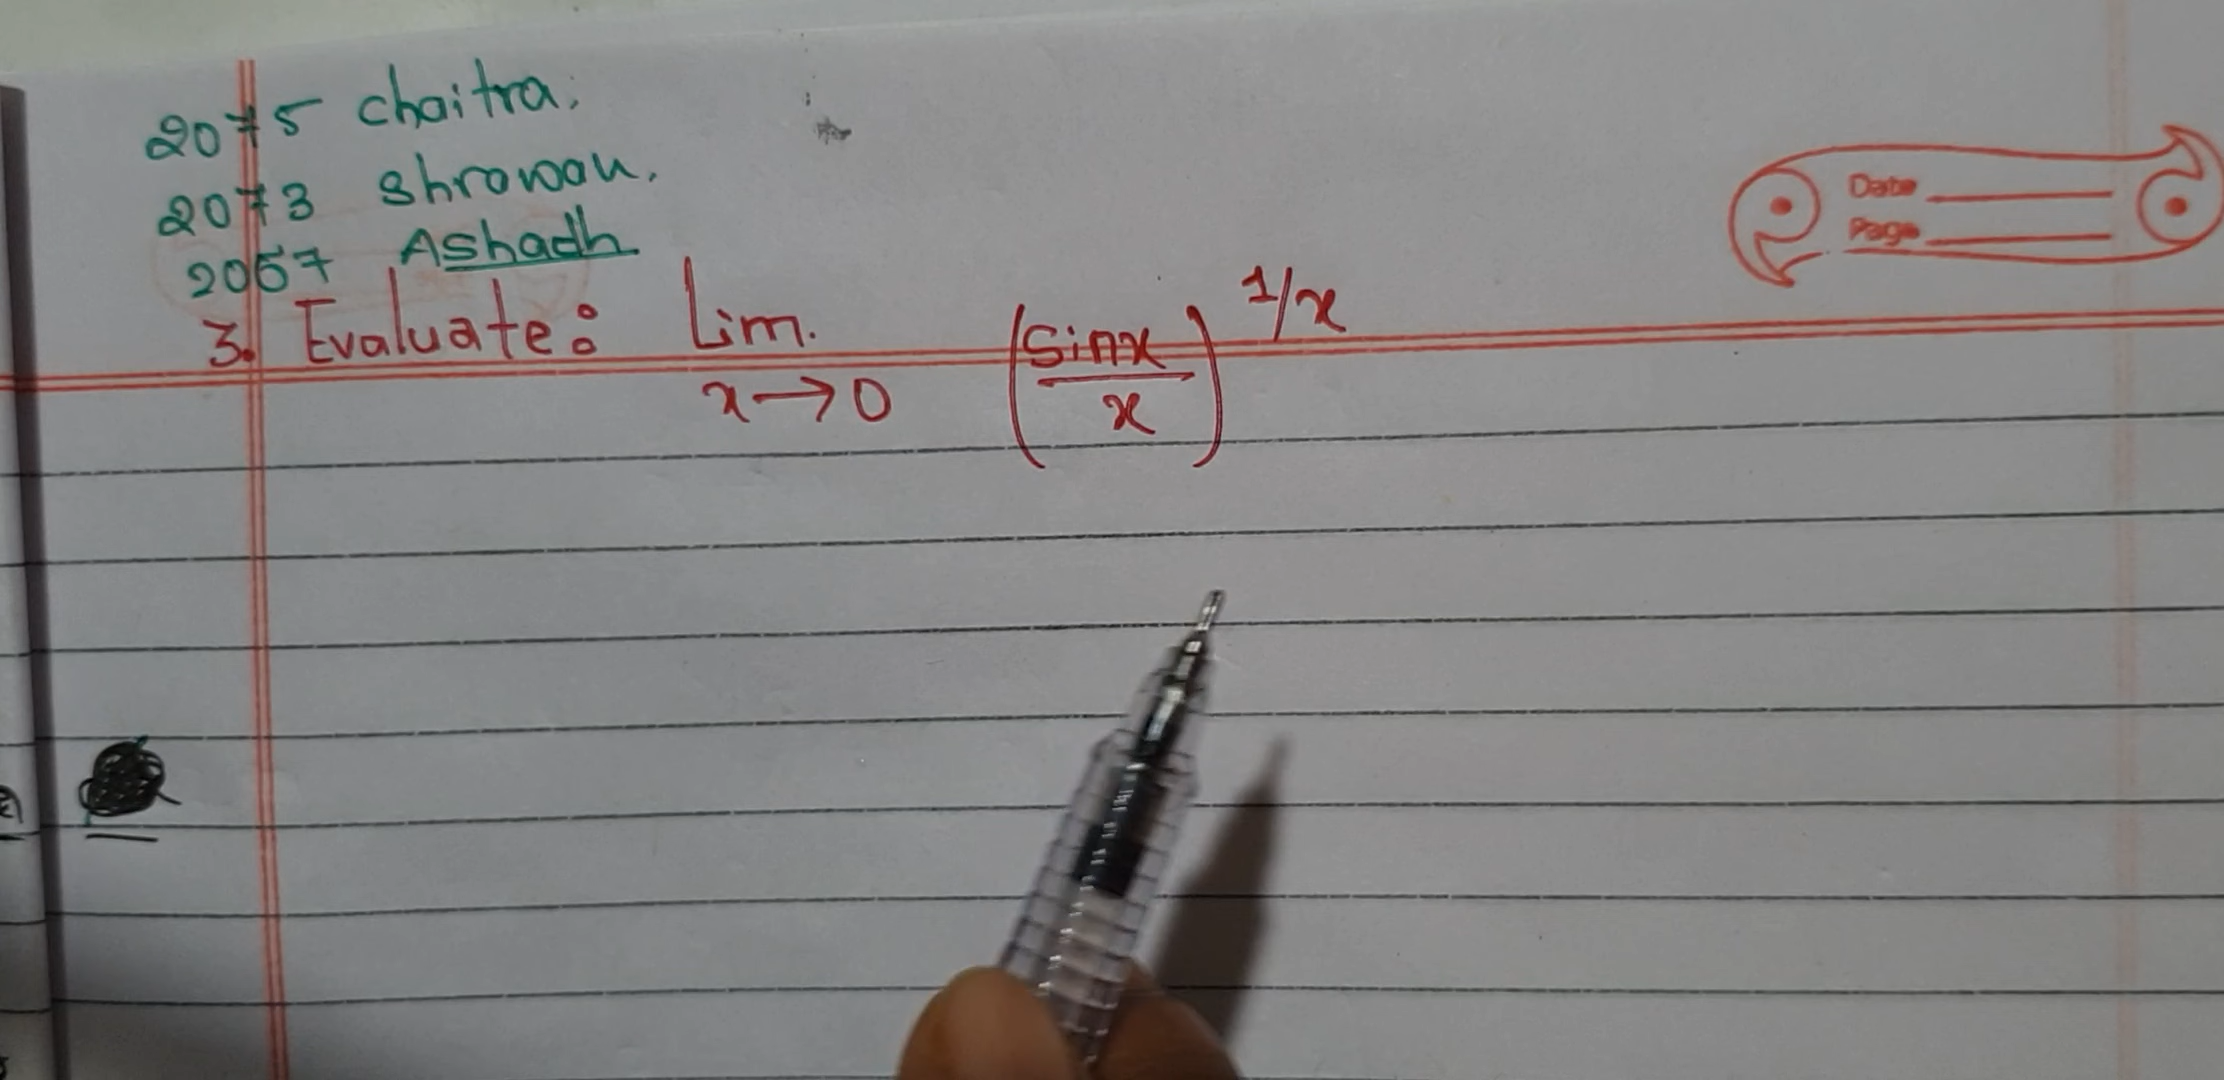 2075 chaitra.
2073 Shrawan.
2067 Ashadh
Date
Page
3. Evaluate: Lim. x→0 (sinx/x)^1/x